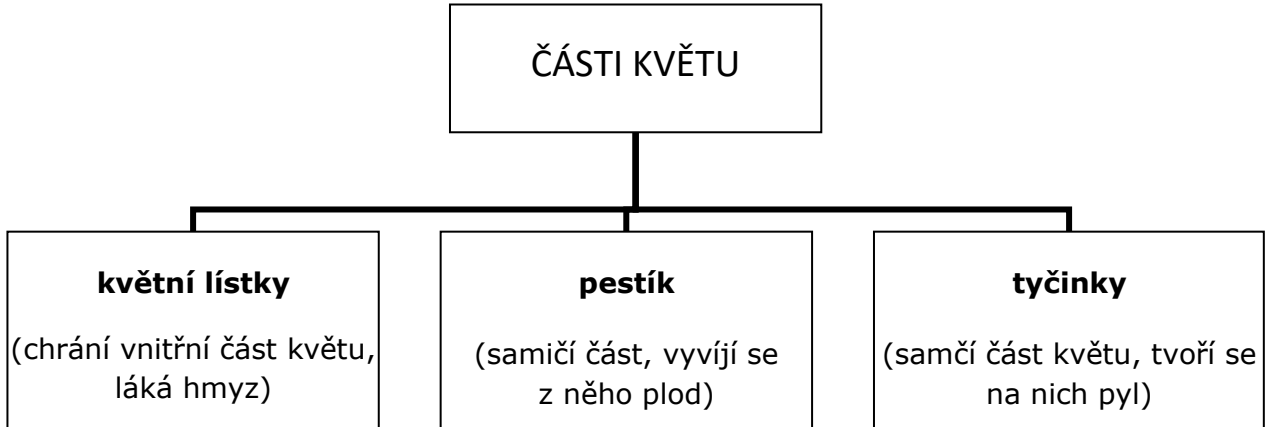 ČÁSTI KVĚTU
květní lístky
(chrání vnitřní část květu,
láká hmyz)
pestík
(samičí část, vyvíjí se
z něho plod)
tyčinky
(samčí část květu, tvoří se
na nich pyl)